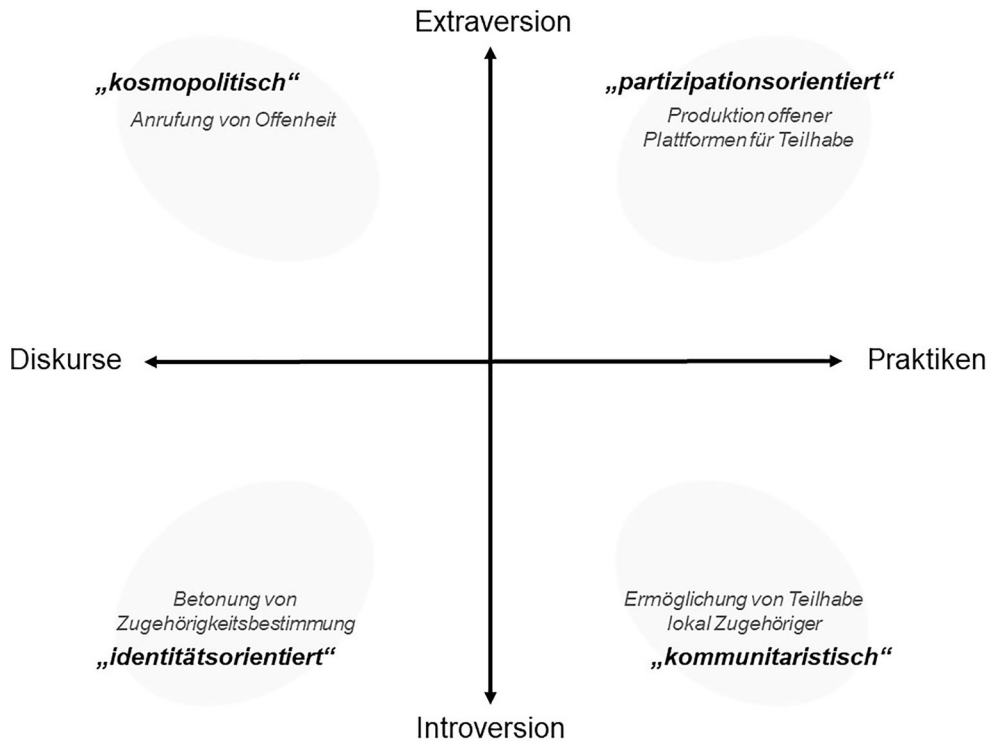 Extraversion
„kosmopolitisch“
Anrufung von Offenheit
„partizipationsorientiert“
Produktion offener
Plattformen für Teilhabe
Diskurse
Praktiken
Betonung von
Zugehörigkeitsbestimmung
„identitätsorientiert“
Ermöglichung von Teilhabe
lokal Zugehöriger
„kommunitaristisch“
Introversion